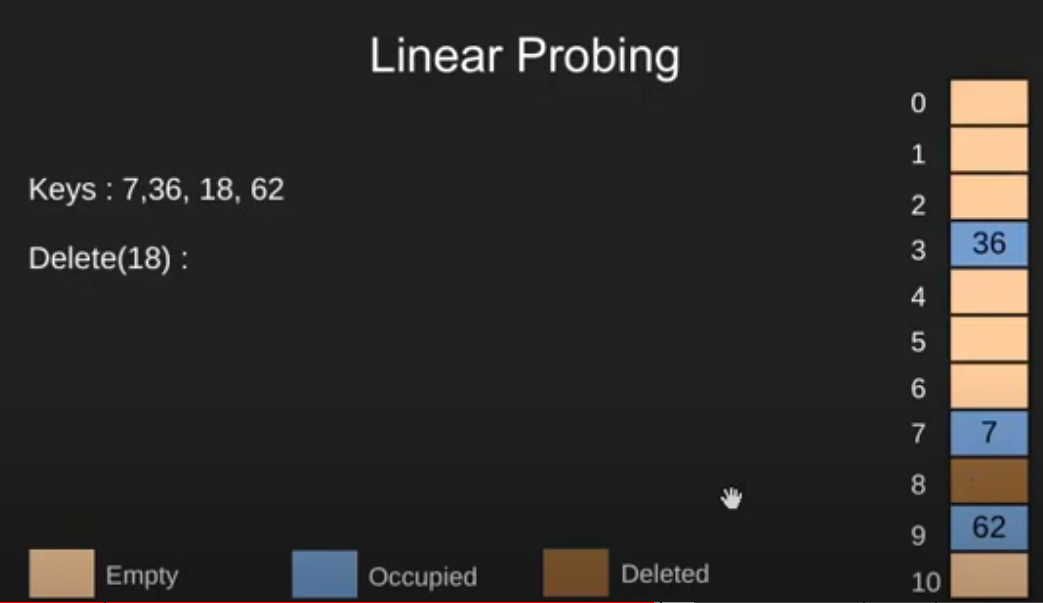 Linear Probing
Keys : 7,36, 18, 62
Delete(18) :
0
1
2
3 36
4
5
6
7 7
8
9 62
10
Empty Occupied Deleted